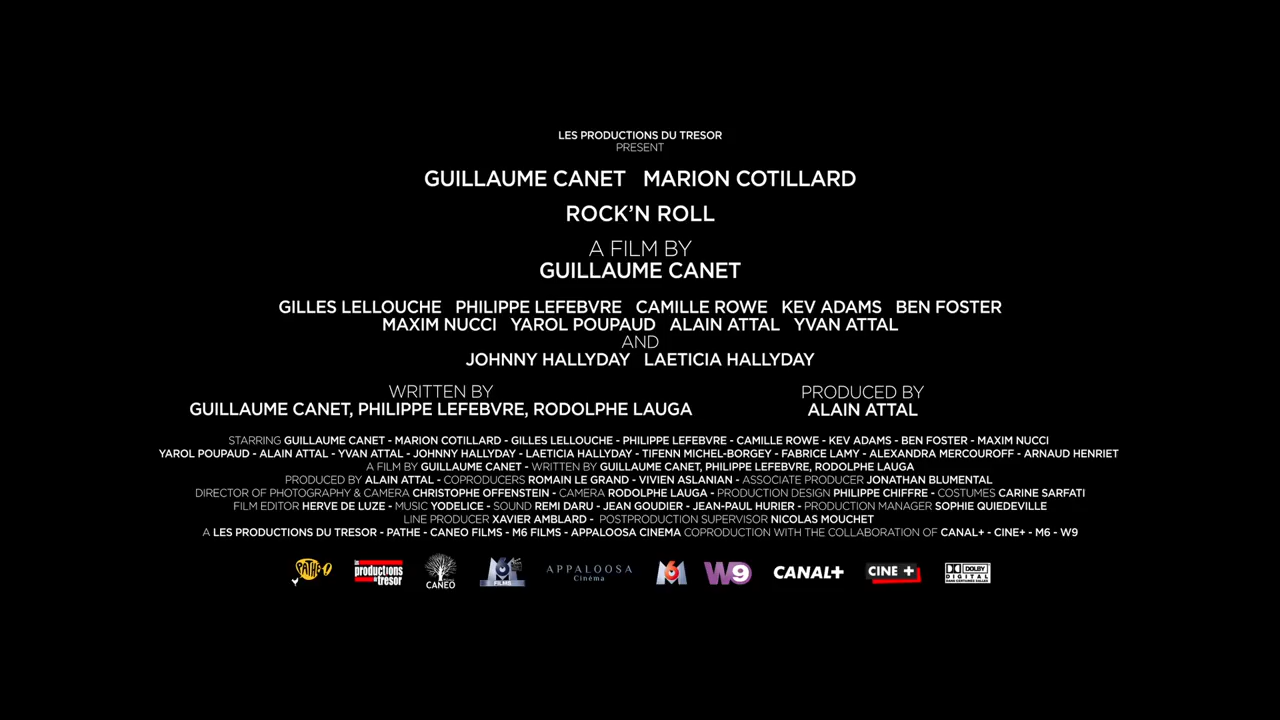 LES PRODUCTIONS DU TRESOR
PRESENT
GUILLAUME CANET MARION COTILLARD
ROCK'N ROLL
A FILM BY
GUILLAUME CANET
GILLES LELLOUCHE PHILIPPE LEFEBVRE CAMILLE ROWE KEV ADAMS BEN FOSTER
MAXIM NUCCI YAROL POUPAUD ALAIN ATTAL YVAN ATTAL
AND
JOHNNY HALLYDAY LAETICIA HALLYDAY
WRITTEN BY
GUILLAUME CANET, PHILIPPE LEFEBVRE, RODOLPHE LAUGA
PRODUCED BY
ALAIN ATTAL
STARRING GUILLAUME CANET - MARION COTILLARD - GILLES LELLOUCHE - PHILIPPE LEFEBVRE - CAMILLE ROWE - KEV ADAMS - BEN FOSTER - MAXIM NUCCI
YAROL POUPAUD - ALAIN ATTAL - YVAN ATTAL - JOHNNY HALLYDAY - LAETICIA HALLYDAY - TIFENN MICHEL-BORGEY - FABRICE LAMY - ALEXANDRA MERCOUROFF - ARNAUD HENRIET
A FILM BY GUILLAUME CANET - WRITTEN BY GUILLAUME CANET, PHILIPPE LEFEBVRE, RODOLPHE LAUGA
PRODUCED BY ALAIN ATTAL - COPRODUCERS ROMAIN LE GRAND - VIVIEN ASLANIAN - ASSOCIATE PRODUCER JONATHAN BLUMENTAL
DIRECTOR OF PHOTOGRAPHY & CAMERA CHRISTOPHE OFFENSTEIN - CAMERA RODOLPHE LAUGA - PRODUCTION DESIGN PHILIPPE CHIFFRE - COSTUMES CARINE SARFATI
FILM EDITOR HERVE DE LUZE - MUSIC YODELICE - SOUND REMI DARU - JEAN GOUDIER - JEAN-PAUL HURIER - PRODUCTION MANAGER SOPHIE QUIEDEVILLE
LINE PRODUCER XAVIER AMBLARD - POSTPRODUCTION SUPERVISOR NICOLAS MOUCHET
A LES PRODUCTIONS DU TRESOR - PATHE - CANEO FILMS - M6 FILMS - APPALOOSA CINEMA COPRODUCTION WITH THE COLLABORATION OF CANAL+ - CINE+ - M6 - W9
PATHE
les productions du tresor
CANEO
M6 FILMS
APPALOOSA
Cinéma
M6
W9
CANAL+
CINE +
DOLBY
DIGITAL